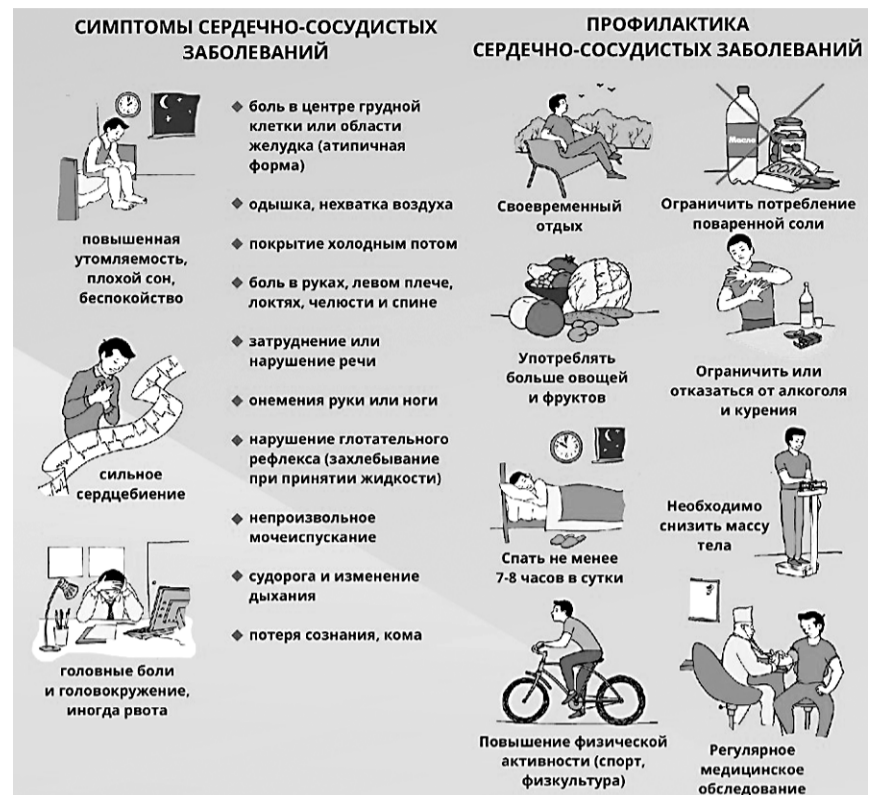 СИМПТОМЫ СЕРДЕЧНО-СОСУДИСТЫХ
ЗАБОЛЕВАНИЙ
повышенная
утомляемость,
плохой сон,
беспокойство
сильное
сердцебиение
головные боли
и головокружение,
иногда рвота
боль в центре грудной
клетки или области
желудка (атипичная
форма)
одышка, нехватка воздуха
покрытие холодным потом
боль в руках, левом плече,
локтях, челюсти и спине
затруднение или
нарушение речи
онемения руки или ноги
нарушение глотательного
рефлекса (захлебывание
при принятии жидкости)
непроизвольное
мочеиспускание
судорога и изменение
дыхания
потеря сознания, кома
ПРОФИЛАКТИКА
СЕРДЕЧНО-СОСУДИСТЫХ ЗАБОЛЕВАНИЙ
Своевременный
отдых
Масло
СОЛЬ
Ограничить потребление
поваренной соли
Употреблять
больше овощей
и фруктов
Ограничить или
отказаться от алкоголя
и курения
Спать не менее
7-8 часов в сутки
Необходимо
снизить массу
тела
Повышение физической
активности (спорт,
физкультура)
Регулярное
медицинское
обследование